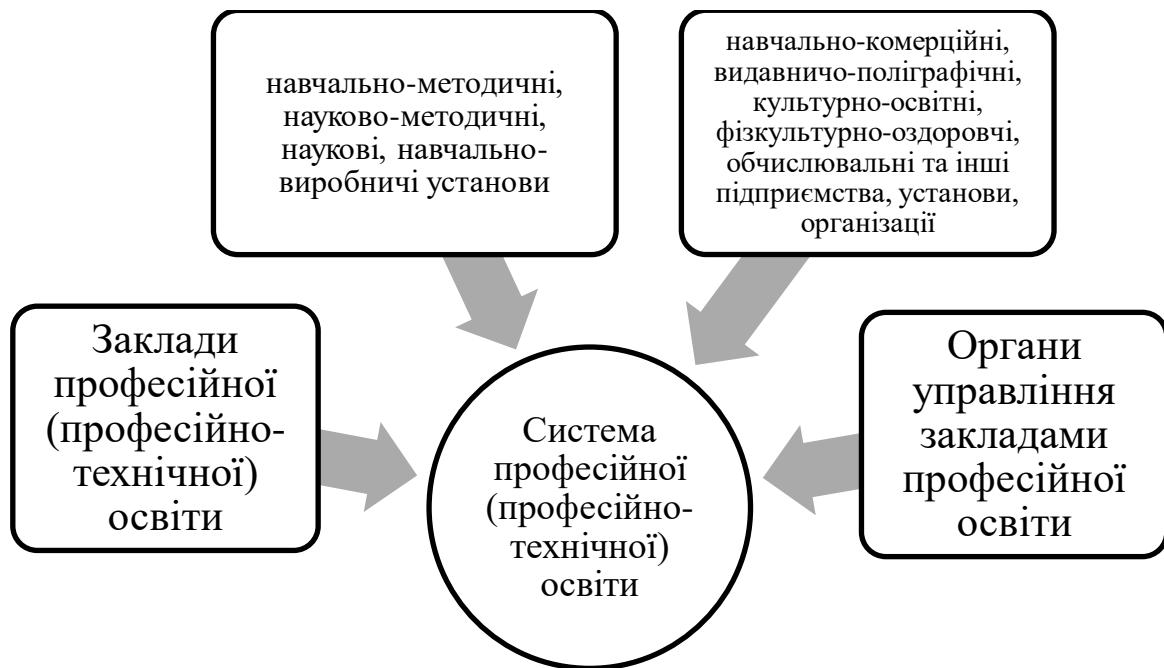 навчально-методичні,
науково-методичні,
наукові, навчально-
виробничі установи
навчально-комерційні,
видавничо-поліграфічні,
культурно-освітні,
фізкультурно-оздоровчі,
обчислювальні та інші
підприємства, установи,
організації
Заклади
професійної
(професійно-
технічної)
освіти
Система
професійної
(професійно-
технічної)
освіти
Органи
управління
закладами
професійної
освіти